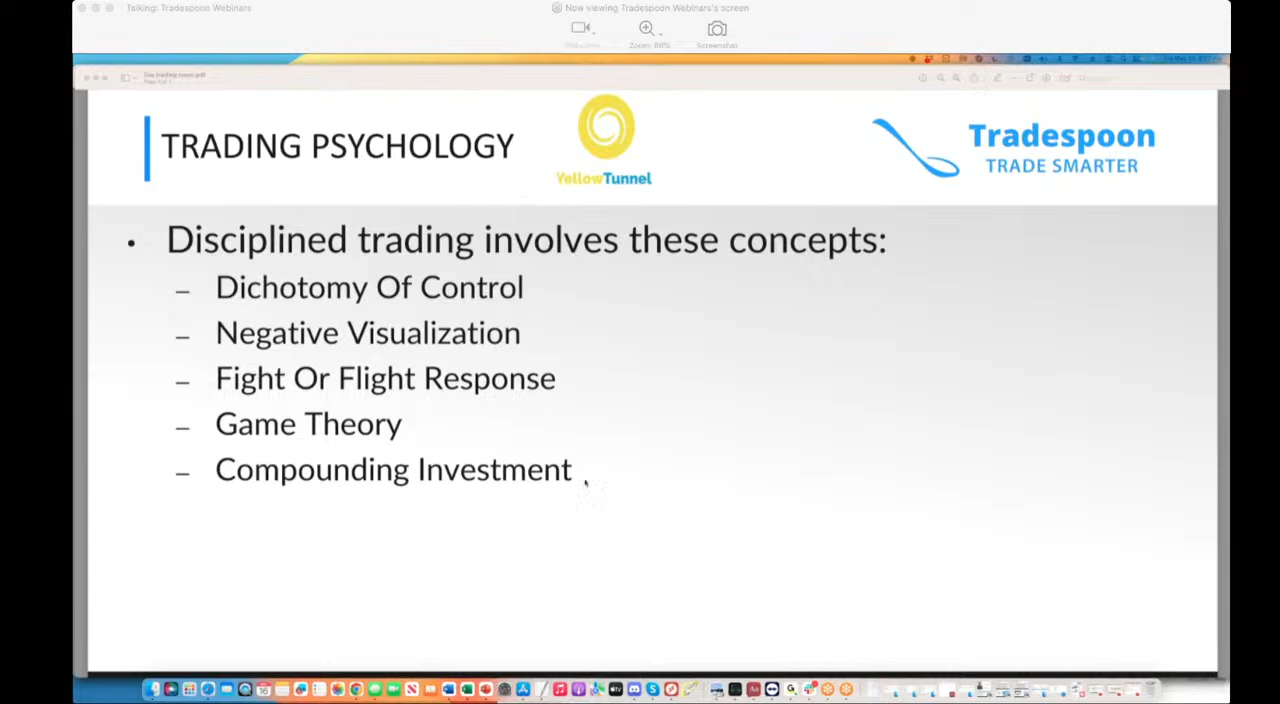 Talking: Tradespoon Webinars
Now viewing Tradespoon Webinars's screen
Zoom: 86%
Screenshot
TRADING PSYCHOLOGY
YellowTunnel
Tradespoon
TRADE SMARTER
• Disciplined trading involves these concepts:
– Dichotomy Of Control
– Negative Visualization
– Fight Or Flight Response
– Game Theory
– Compounding Investment